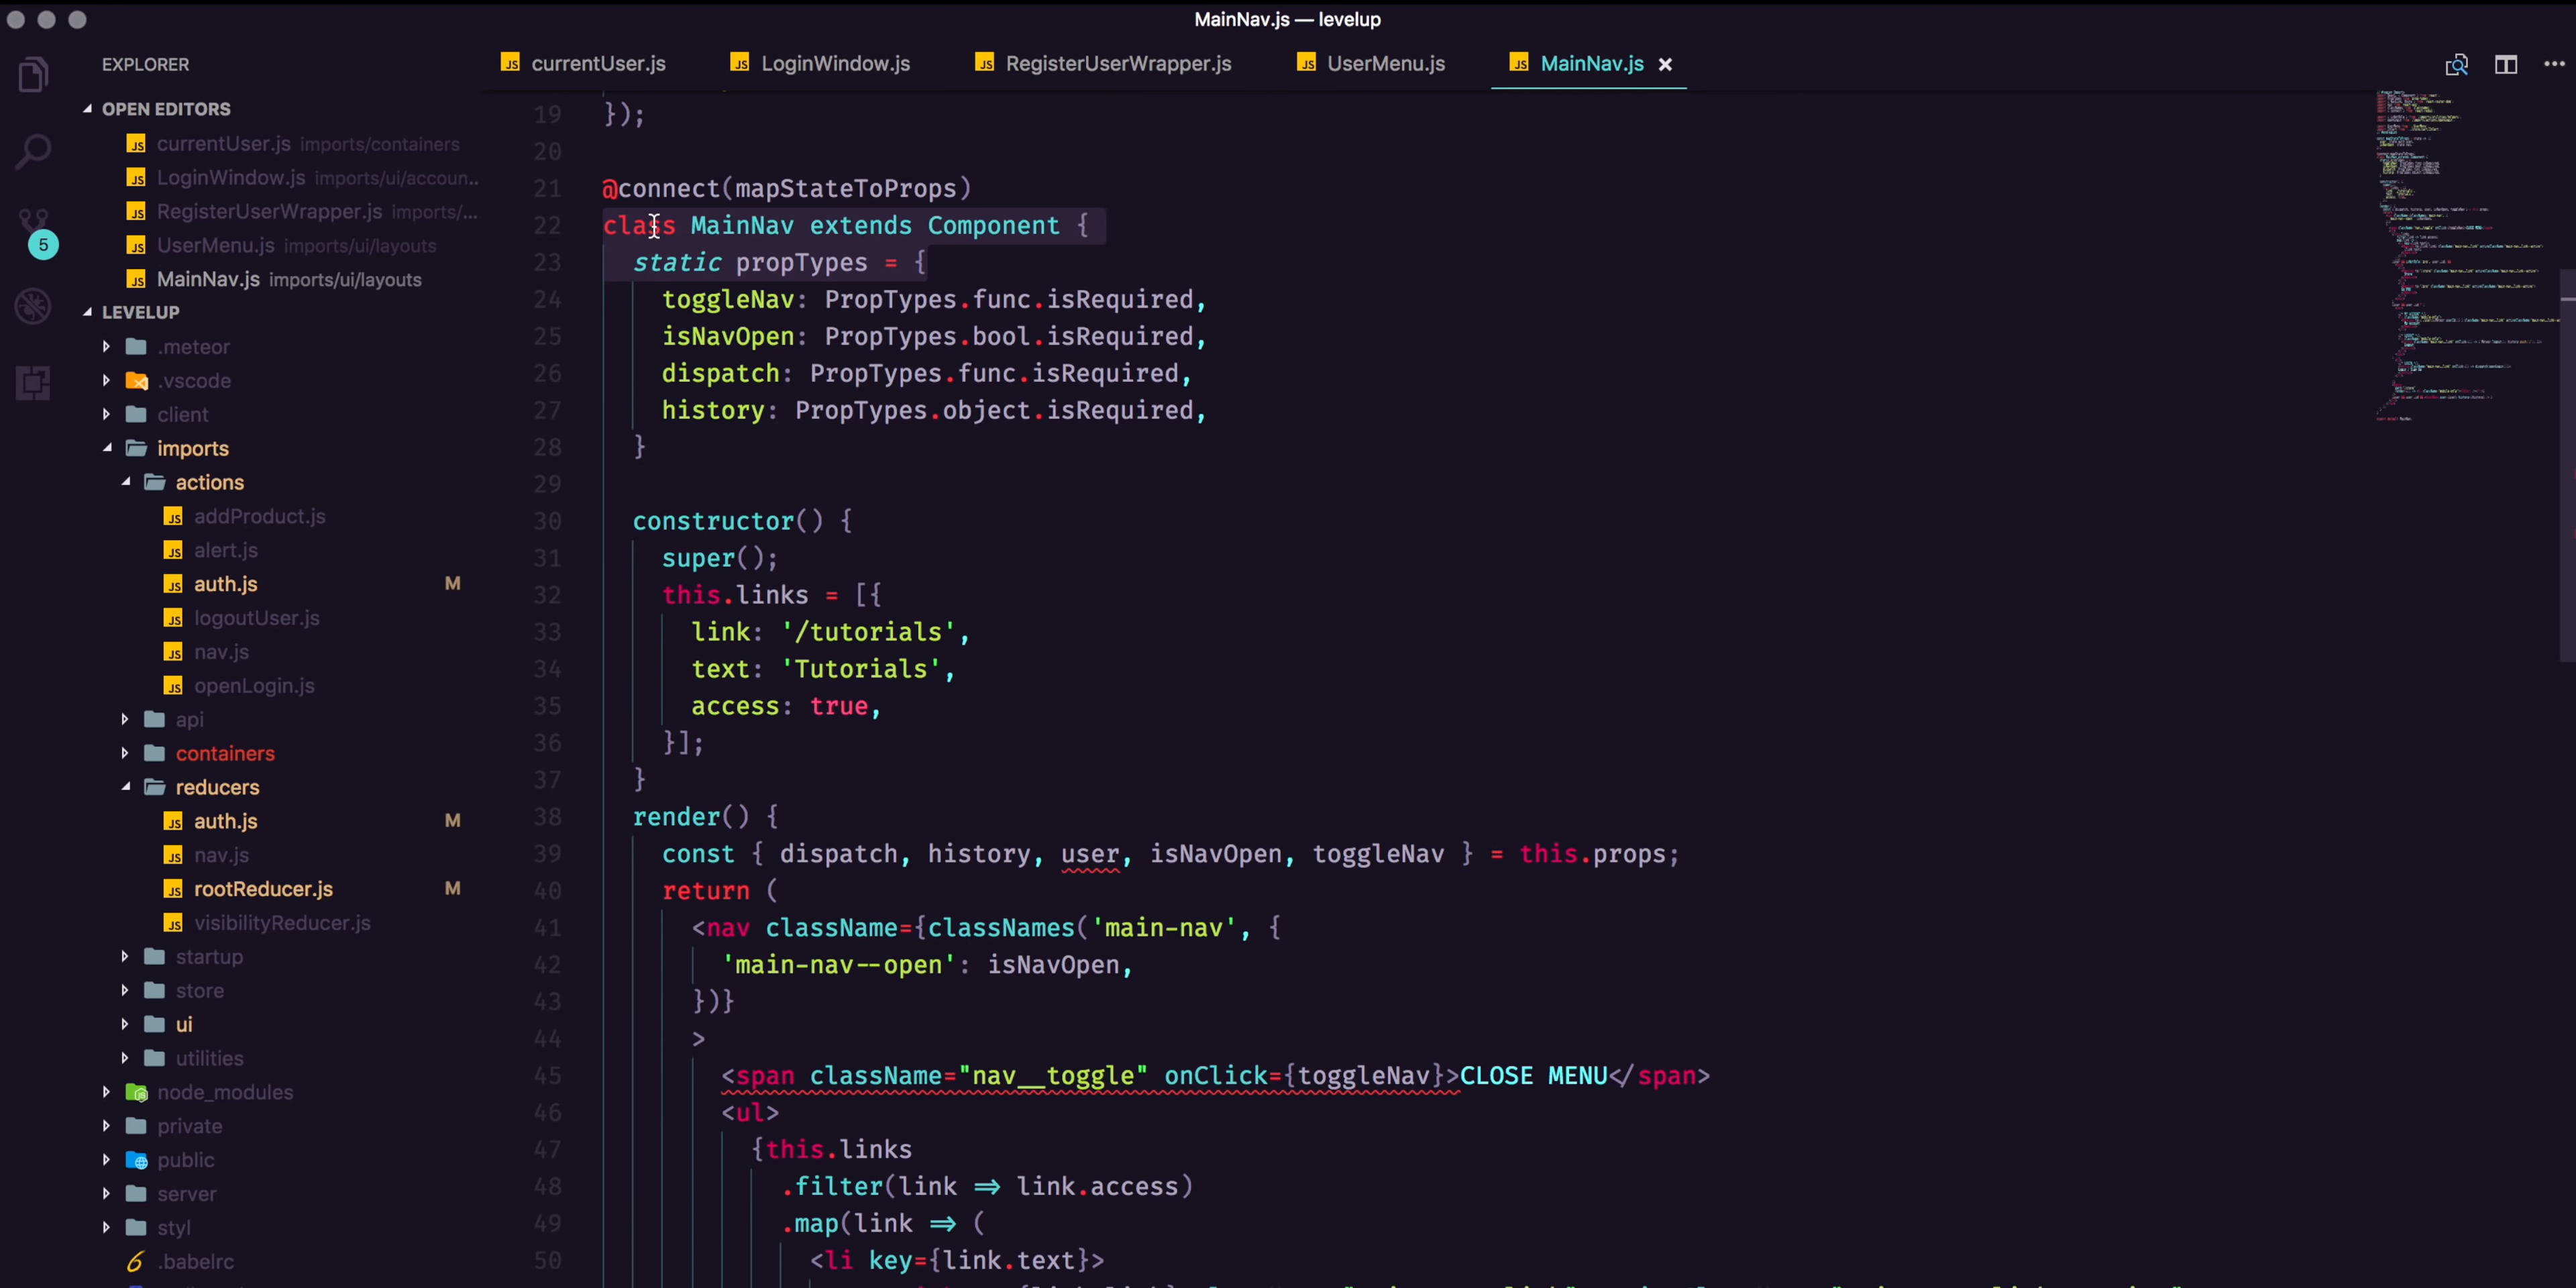 MainNav.js — levelup
EXPLORER
OPEN EDITORS
currentUser.js imports/containers
LoginWindow.js imports/ui/accoun..
RegisterUserWrapper.js imports/...
UserMenu.js imports/ui/layouts
MainNav.js imports/ui/layouts
LEVELUP
.meteor
.vscode
client
imports
actions
addProduct.js
alert.js
auth.js M
logoutUser.js
nav.js
openLogin.js
api
containers
reducers
auth.js M
nav.js
rootReducer.js M
visibilityReducer.js
startup
store
ui
utilities
node_modules
private
public
server
styl
.babelrc
5
currentUser.js LoginWindow.js RegisterUserWrapper.js UserMenu.js MainNav.js
19 });
20
21 @connect(mapStateToProps)
22 class MainNav extends Component {
23 static propTypes = {
24 toggleNav: PropTypes.func.isRequired,
25 isNavOpen: PropTypes.bool.isRequired,
26 dispatch: PropTypes.func.isRequired,
27 history: PropTypes.object.isRequired,
28 }
29
30 constructor() {
31 super();
32 this.links = [{
33 link: '/tutorials',
34 text: 'Tutorials',
35 access: true,
36 }];
37 }
38 render() {
39 const { dispatch, history, user, isNavOpen, toggleNav } = this.props;
40 return (
41 <nav className={classNames('main-nav', {
42 'main-nav--open': isNavOpen,
43 })}
44 >
45 <span className="nav__toggle" onClick={toggleNav}>CLOSE MENU</span>
46 <ul>
47 {this.links
48 .filter(link => link.access)
49 .map(link => (
50 <li key={link.text}>